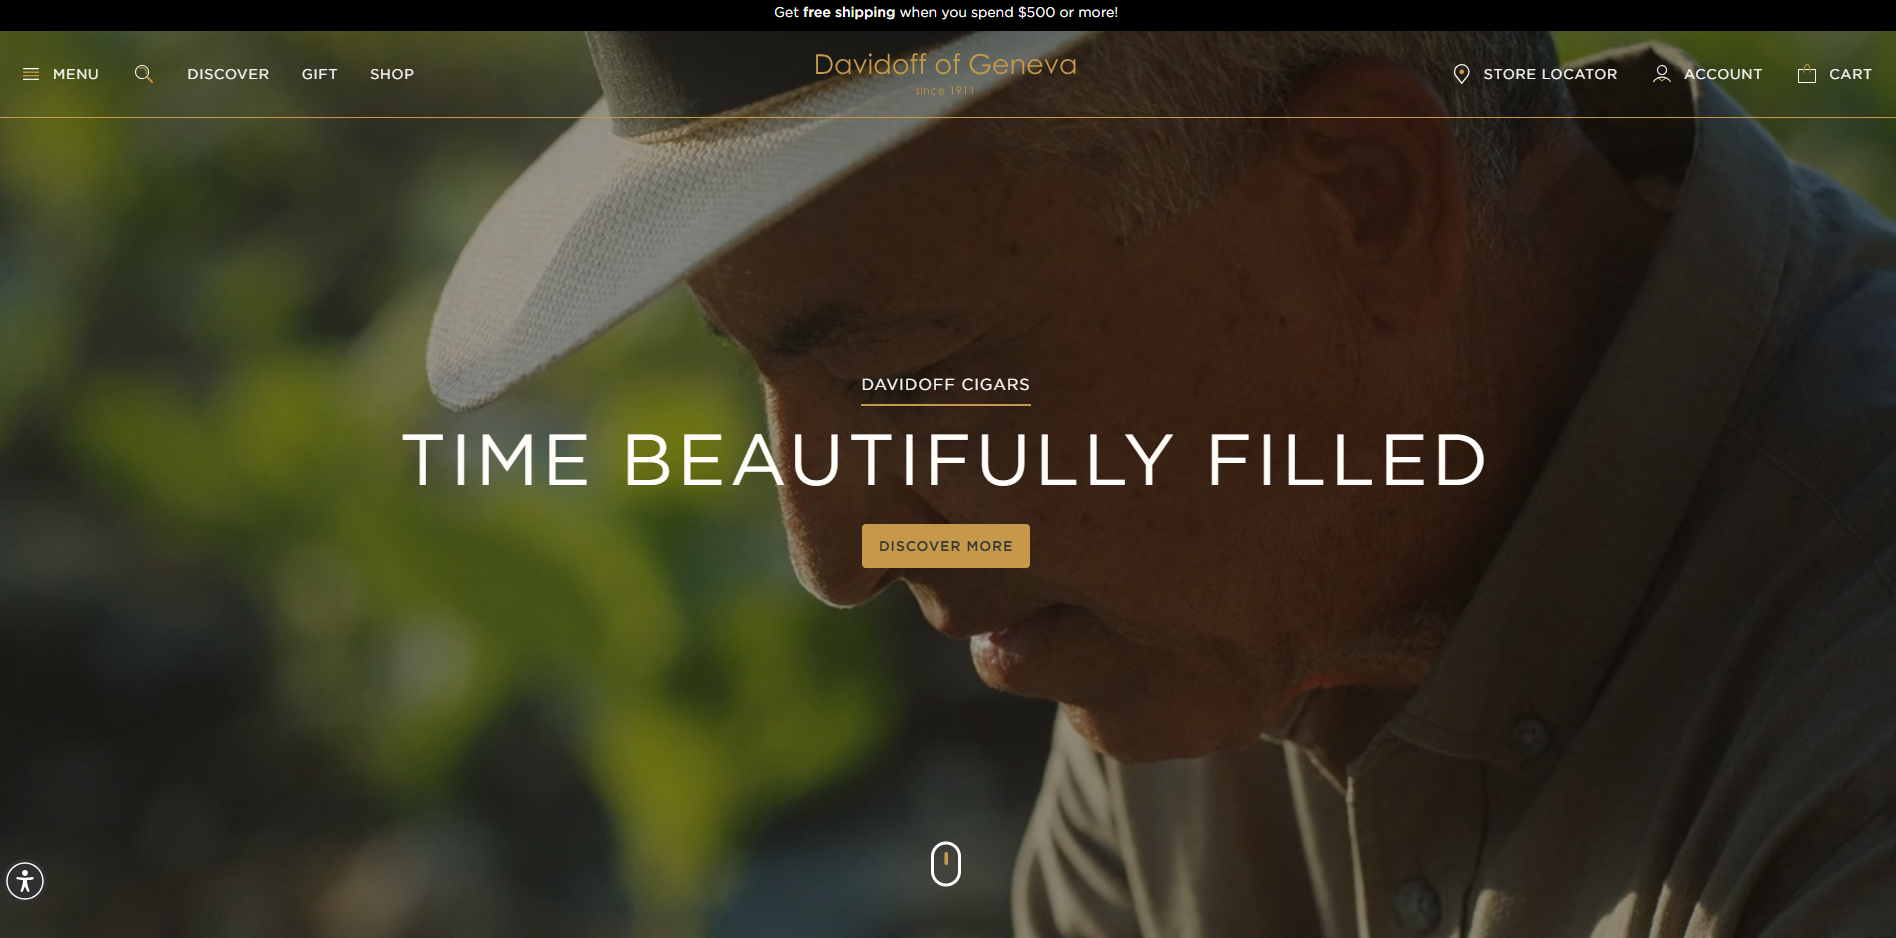 Get free shipping when you spend $500 or more!
MENU DISCOVER GIFT SHOP Davidoff of Geneva STORE LOCATOR ACCOUNT CART
since 1911
DAVIDOFF CIGARS
TIME BEAUTIFULLY FILLED
DISCOVER MORE